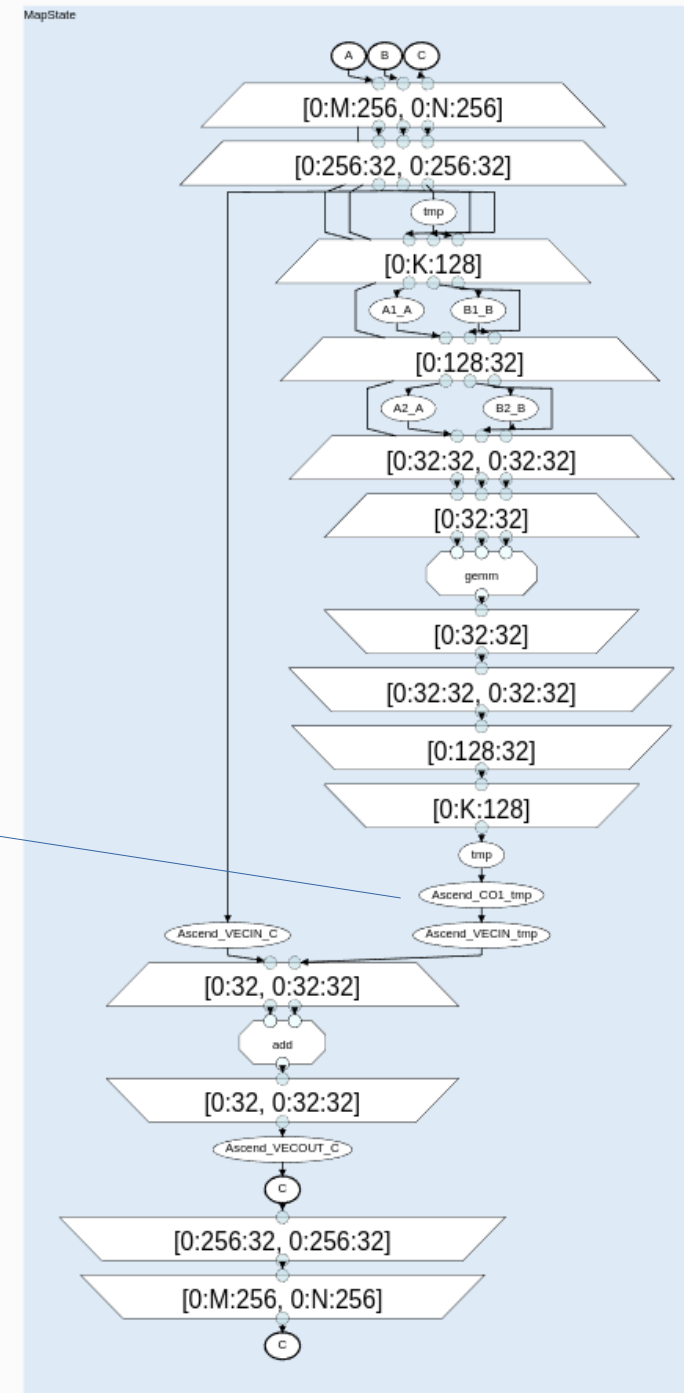 MapState
A B C
[0:M:256, 0:N:256]
[0:256:32, 0:256:32]
tmp
[0:K:128]
A1_A B1_B
[0:128:32]
A2_A B2_B
[0:32:32, 0:32:32]
[0:32:32]
gemm
[0:32:32]
[0:32:32, 0:32:32]
[0:128:32]
[0:K:128]
tmp
Ascend_CO1_tmp
Ascend_VECIN_C Ascend_VECIN_tmp
[0:32, 0:32:32]
add
[0:32, 0:32:32]
Ascend_VECOUT_C
C
[0:256:32, 0:256:32]
[0:M:256, 0:N:256]
C